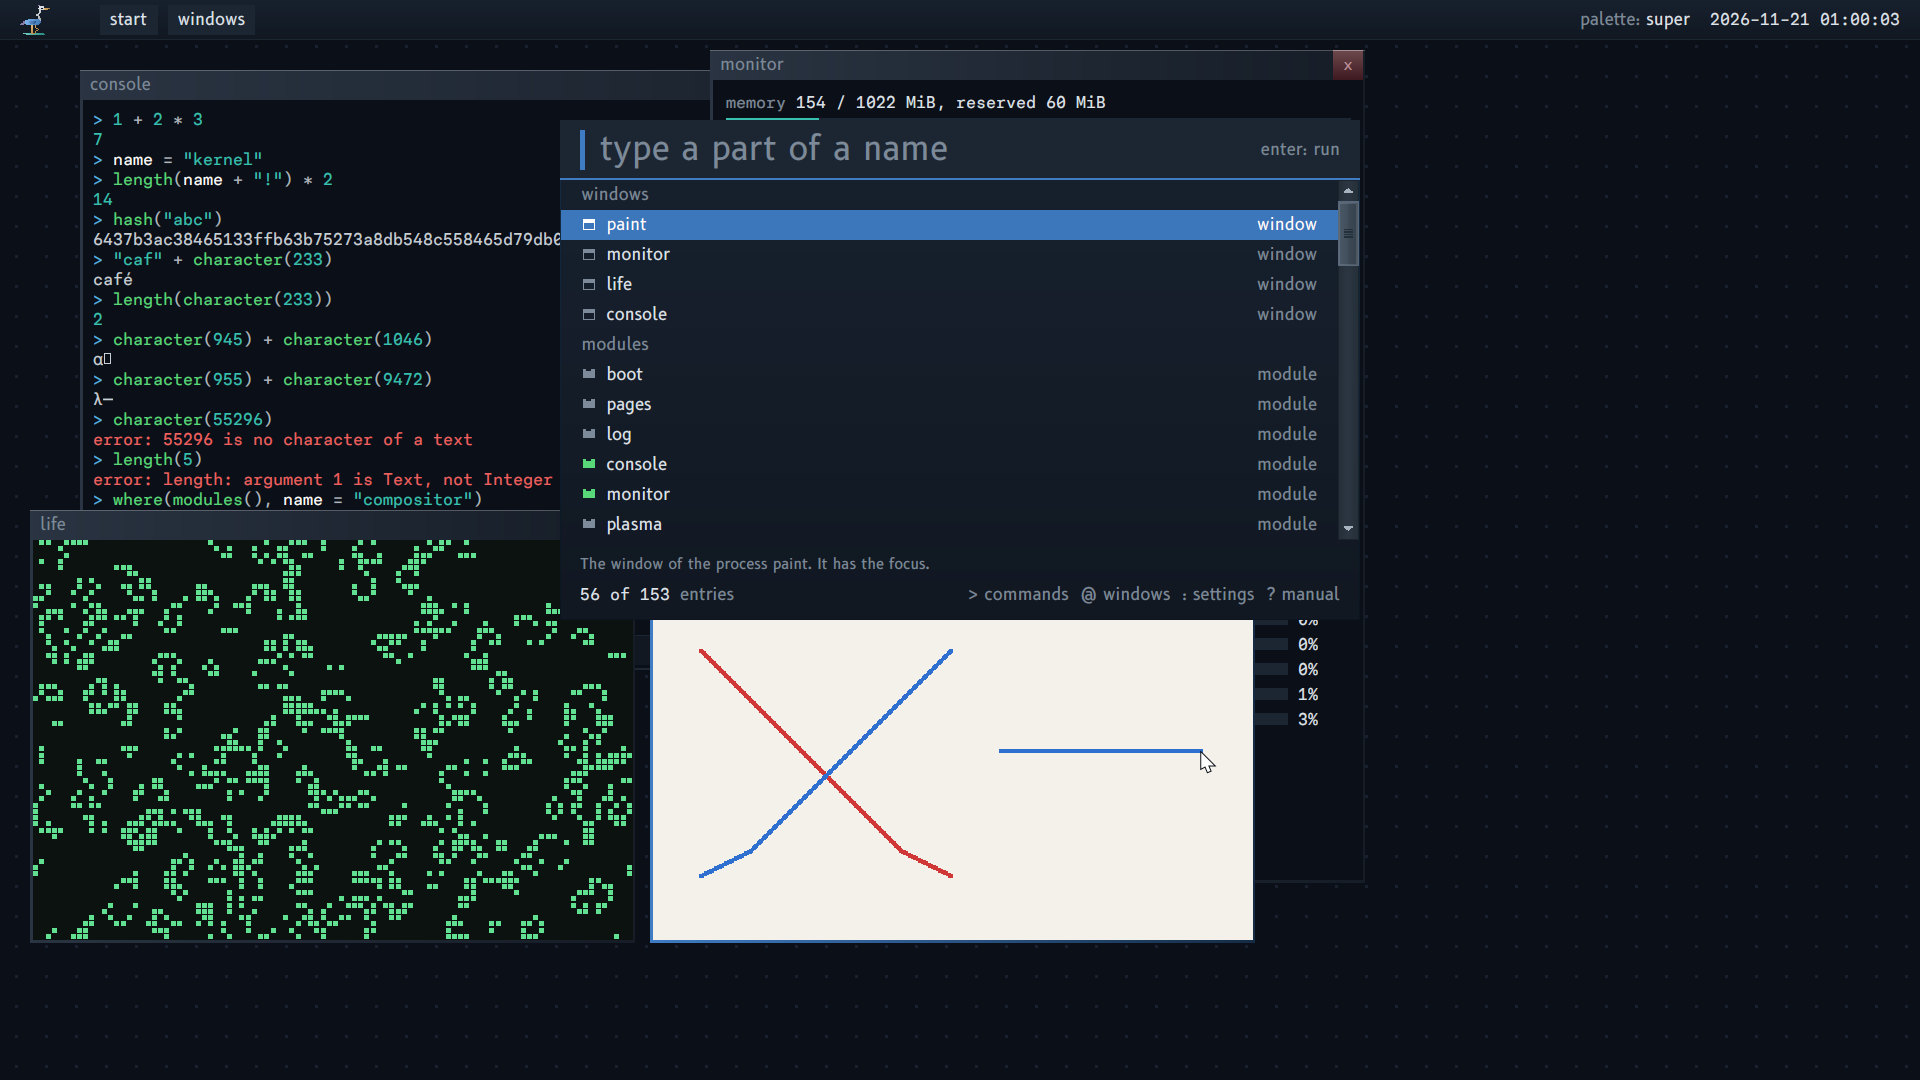 start windows palette: super 2026-11-21 01:00:03
console
> 1 + 2 * 3
7
> name = "kernel"
> length(name + "!") * 2
14
> hash("abc")
6437b3ac38465133ffb63b75273a8db548c558465d79db0
> "caf" + character(233)
café
> length(character(233))
2
> character(945) + character(1046)
α▯
> character(955) + character(9472)
λ─
> character(55296)
error: 55296 is no character of a text
> length(5)
error: length: argument 1 is Text, not Integer
> where(modules(), name = "compositor")
monitor x
memory 154 / 1022 MiB, reserved 60 MiB
type a part of a name enter: run
windows
paint window
monitor window
life window
console window
modules
boot module
pages module
log module
console module
monitor module
plasma module
The window of the process paint. It has the focus.
56 of 153 entries > commands @ windows : settings ? manual
life
0%
0%
0%
1%
3%